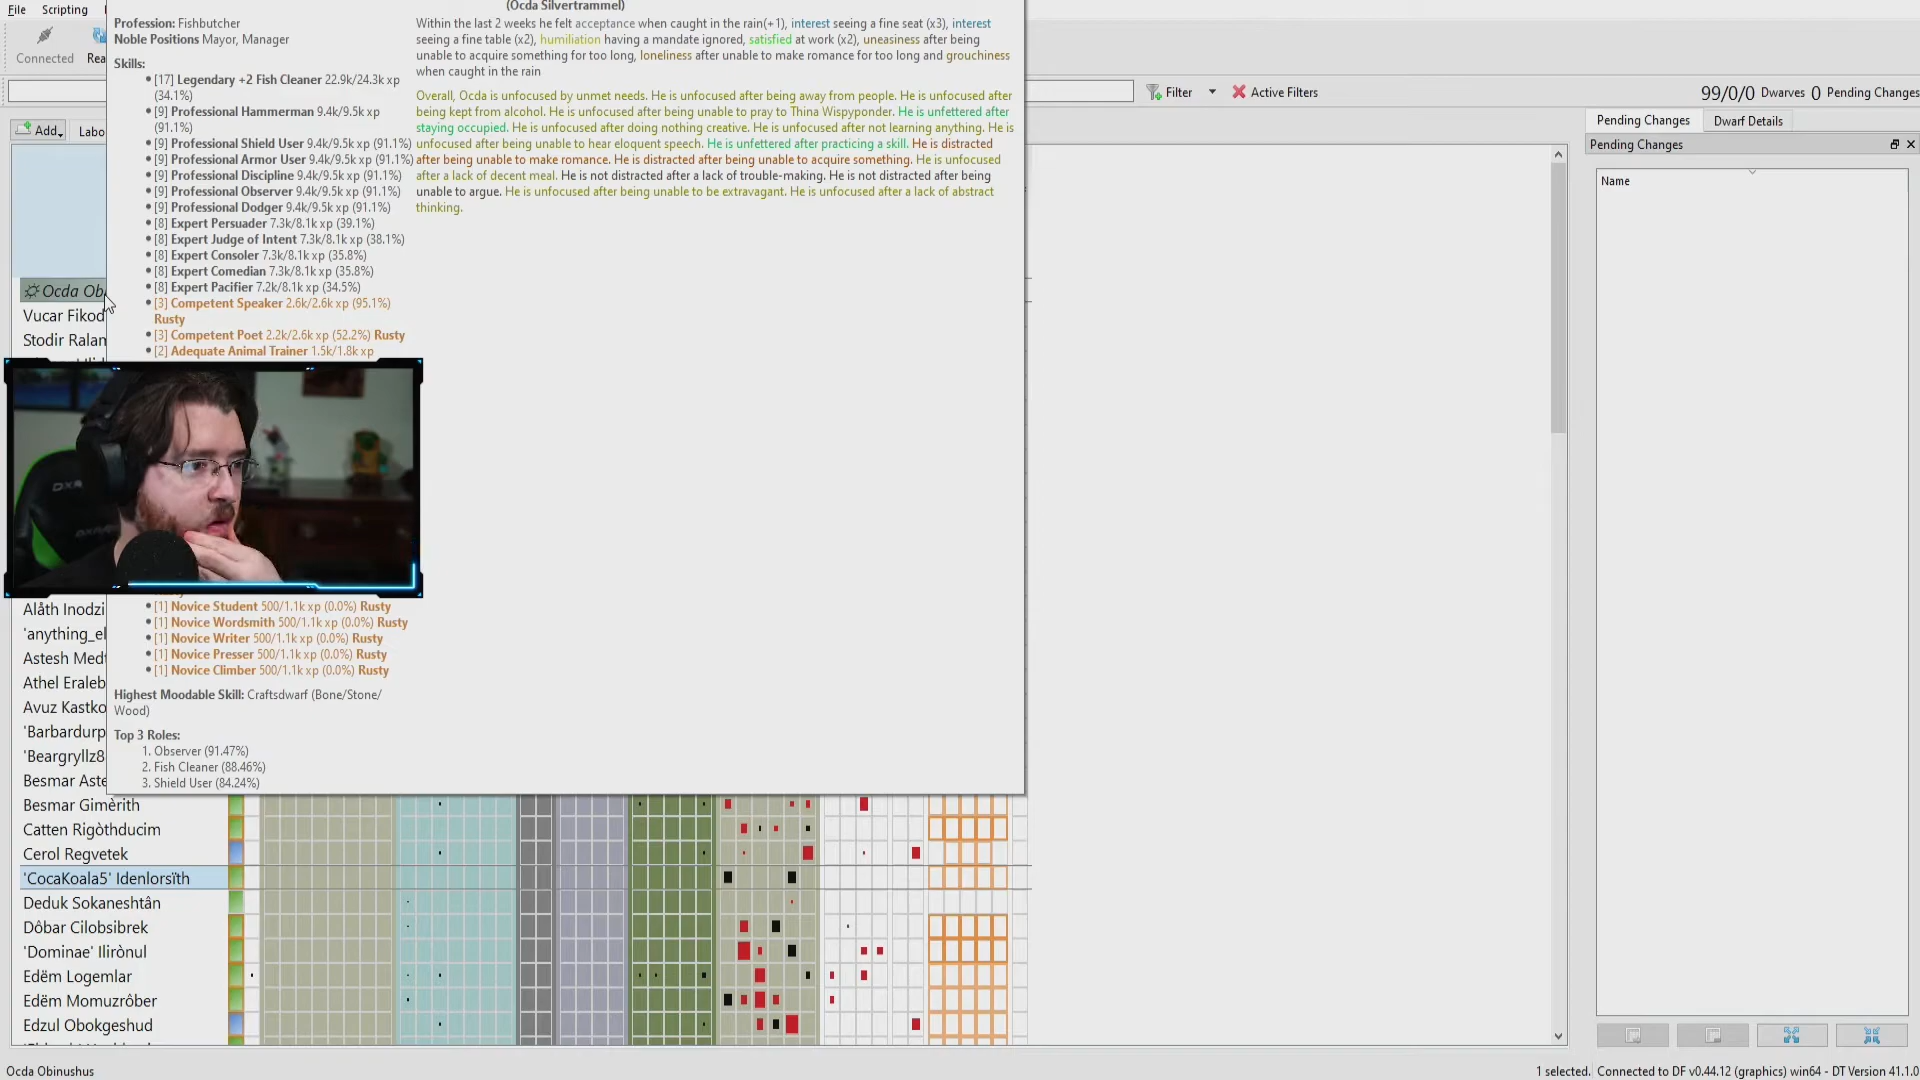 File Scripting
(Ocda Silvertrammel)
Profession: Fishbutcher
Noble Positions Mayor, Manager
Skills:
[17] Legendary +2 Fish Cleaner 22.9k/24.3k xp
(34.1%)
[9] Professional Hammerman 9.4k/9.5k xp
(91.1%)
[9] Professional Shield User 9.4k/9.5k xp (91.1%)
[9] Professional Armor User 9.4k/9.5k xp (91.1%)
[9] Professional Discipline 9.4k/9.5k xp (91.1%)
[9] Professional Observer 9.4k/9.5k xp (91.1%)
[9] Professional Dodger 9.4k/9.5k xp (91.1%)
[8] Expert Persuader 7.3k/8.1k xp (39.1%)
[8] Expert Judge of Intent 7.3k/8.1k xp (38.1%)
[8] Expert Consoler 7.3k/8.1k xp (35.8%)
[8] Expert Comedian 7.3k/8.1k xp (35.8%)
[8] Expert Pacifier 7.2k/8.1k xp (34.5%)
[3] Competent Speaker 2.6k/2.6k xp (95.1%)
Rusty
[3] Competent Poet 2.2k/2.6k xp (52.2%) Rusty
[2] Adequate Animal Trainer 1.5k/1.8k xp
[1] Novice Student 500/1.1k xp (0.0%) Rusty
[1] Novice Wordsmith 500/1.1k xp (0.0%) Rusty
[1] Novice Writer 500/1.1k xp (0.0%) Rusty
[1] Novice Presser 500/1.1k xp (0.0%) Rusty
[1] Novice Climber 500/1.1k xp (0.0%) Rusty
Highest Moodable Skill: Craftsdwarf (Bone/Stone/
Wood)
Top 3 Roles:
1. Observer (91.47%)
2. Fish Cleaner (88.46%)
3. Shield User (84.24%)
Within the last 2 weeks he felt acceptance when caught in the rain(+1), interest seeing a fine seat (x3), interest
seeing a fine table (x2), humiliation having a mandate ignored, satisfied at work (x2), uneasiness after being
unable to acquire something for too long, loneliness after unable to make romance for too long and grouchiness
when caught in the rain
Overall, Ocda is unfocused by unmet needs. He is unfocused after being away from people. He is unfocused after
being kept from alcohol. He is unfocused after being unable to pray to Thina Wispyponder. He is unfettered after
staying occupied. He is unfocused after doing nothing creative. He is unfocused after not learning anything. He is
unfocused after being unable to hear eloquent speech. He is unfettered after practicing a skill. He is distracted
after being unable to make romance. He is distracted after being unable to acquire something. He is unfocused
after a lack of decent meal. He is not distracted after a lack of trouble-making. He is not distracted after being
unable to argue. He is unfocused after being unable to be extravagant. He is unfocused after a lack of abstract
thinking.
Connected Rea
Add Labo
Filter Active Filters
99/0/0 Dwarves 0 Pending Changes
Pending Changes Dwarf Details
Pending Changes
Name
Ocda Ob
Vucar Fikod
Stodir Ralam
DXR
Alåth Inodzi
'anything_el
Astesh Medt
Athel Eraleb
Avuz Kastko
'Barbardurp
'Beargryllz8
Besmar Aste
Besmar Gimèrith
Catten Rigòthducim
Cerol Regvetek
'CocaKoala5' Idenlorsïth
Deduk Sokaneshtân
Dôbar Cilobsibrek
'Dominae' Ilirònul
Edëm Logemlar
Edëm Momuzrôber
Edzul Obokgeshud
Ocda Obinushus
1 selected. Connected to DF v0.44.12 (graphics) win64 - DT Version 41.1.0